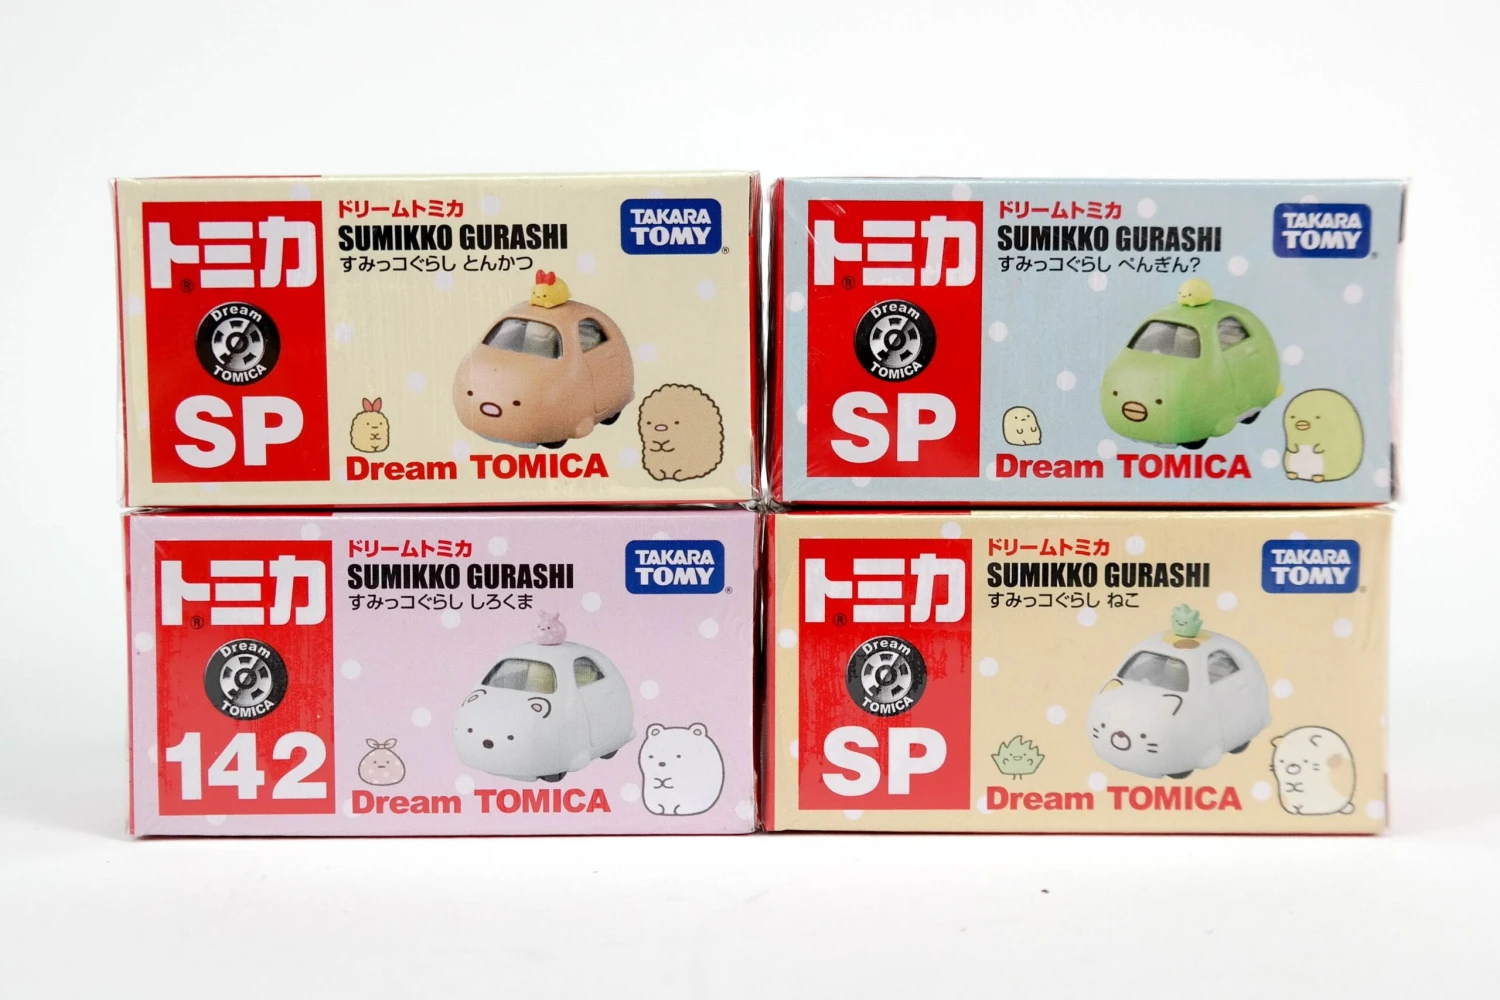 トミカ
®
Dream
TOMICA
SP
ドリームトミカ
SUMIKKO GURASHI
すみっコぐらし とんかつ
TAKARA
TOMY
®
Dream TOMICA
トミカ
®
Dream
TOMICA
SP
ドリームトミカ
SUMIKKO GURASHI
すみっコぐらし ぺんぎん?
TAKARA
TOMY
®
Dream TOMICA
トミカ
®
Dream
TOMICA
142
ドリームトミカ
SUMIKKO GURASHI
すみっコぐらし しろくま
TAKARA
TOMY
®
Dream TOMICA
トミカ
®
Dream
TOMICA
SP
ドリームトミカ
SUMIKKO GURASHI
すみっコぐらし ねこ
TAKARA
TOMY
®
Dream TOMICA